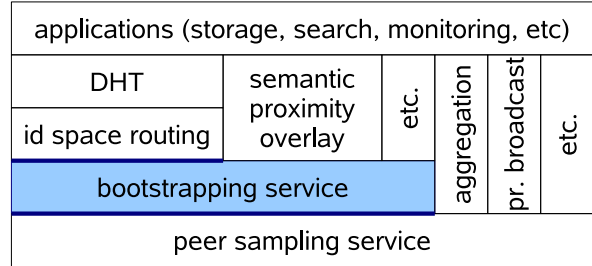 applications (storage, search, monitoring, etc)
DHT
id space routing
semantic
proximity
overlay
etc.
aggregation
pr. broadcast
etc.
bootstrapping service
peer sampling service